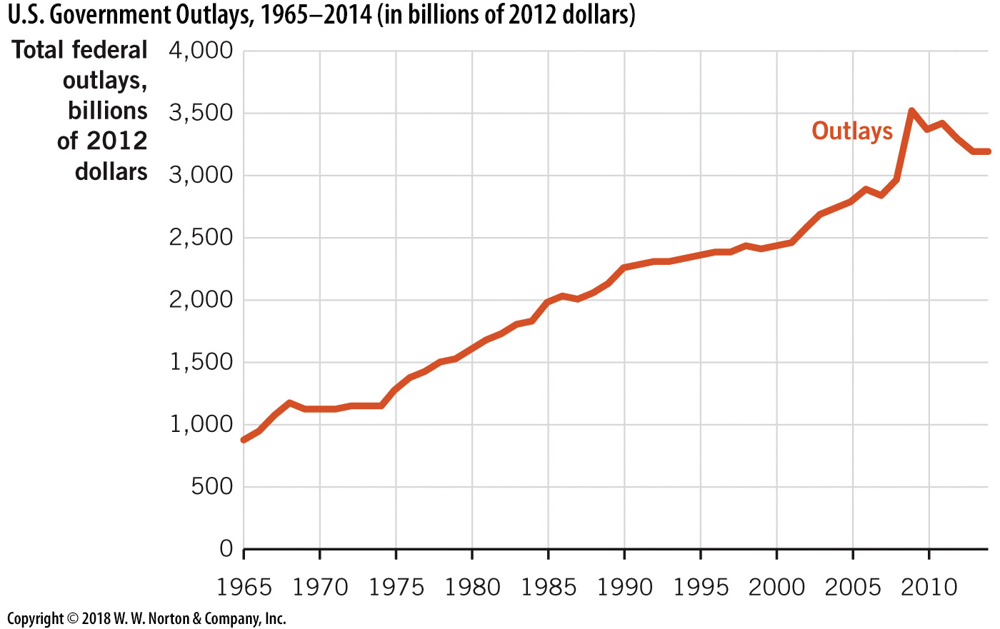 U.S. Government Outlays, 1965–2014 (in billions of 2012 dollars)
Total federal
outlays,
billions
of 2012
dollars
4,000
3,500
3,000
2,500
2,000
1,500
1,000
500
0
Outlays
1965 1970 1975 1980 1985 1990 1995 2000 2005 2010
Copyright © 2018 W. W. Norton & Company, Inc.